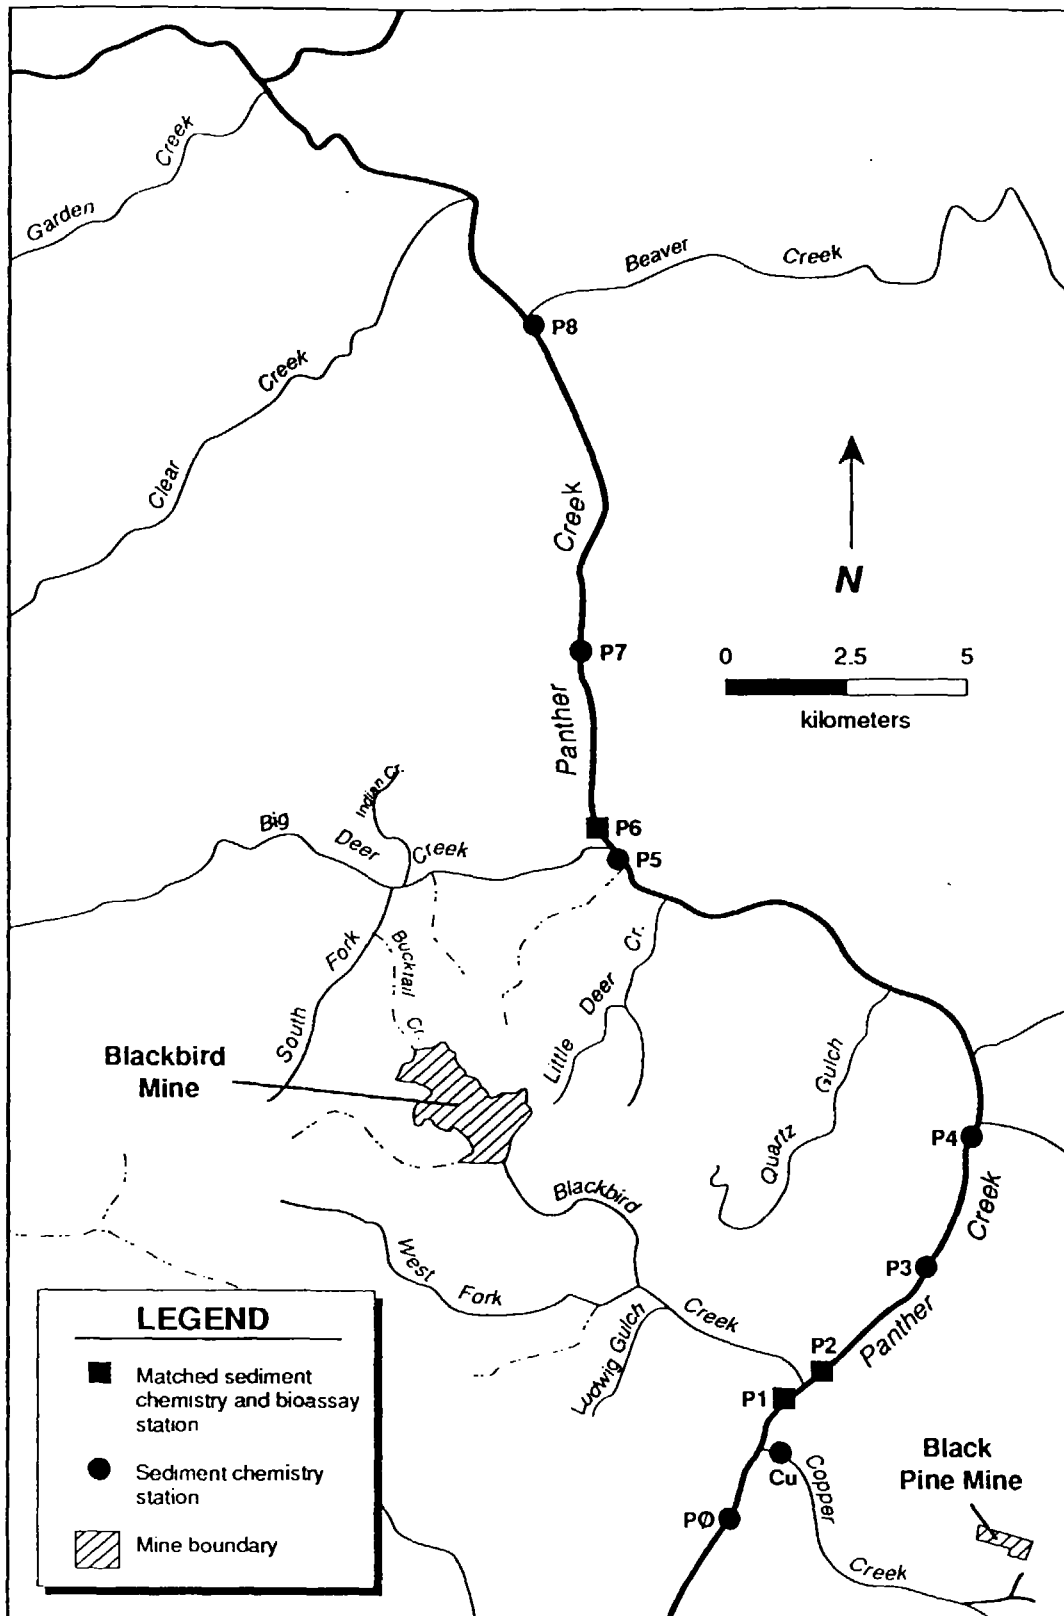 Garden Creek
Beaver Creek
P8
Clear Creek
N
Panther Creek
P7
0 2.5 5
kilometers
Indian Cr.
Big Deer Creek
P6
P5
South Fork
Bucktail Cr.
Little Deer Cr.
Blackbird
Mine
Quartz Gulch
P4
Blackbird Creek
West Fork
Ludwig Gulch
P3
Panther Creek
P2
P1
Cu
Copper Creek
PØ
Black
Pine Mine
LEGEND
Matched sediment
chemistry and bioassay
station
Sediment chemistry
station
Mine boundary